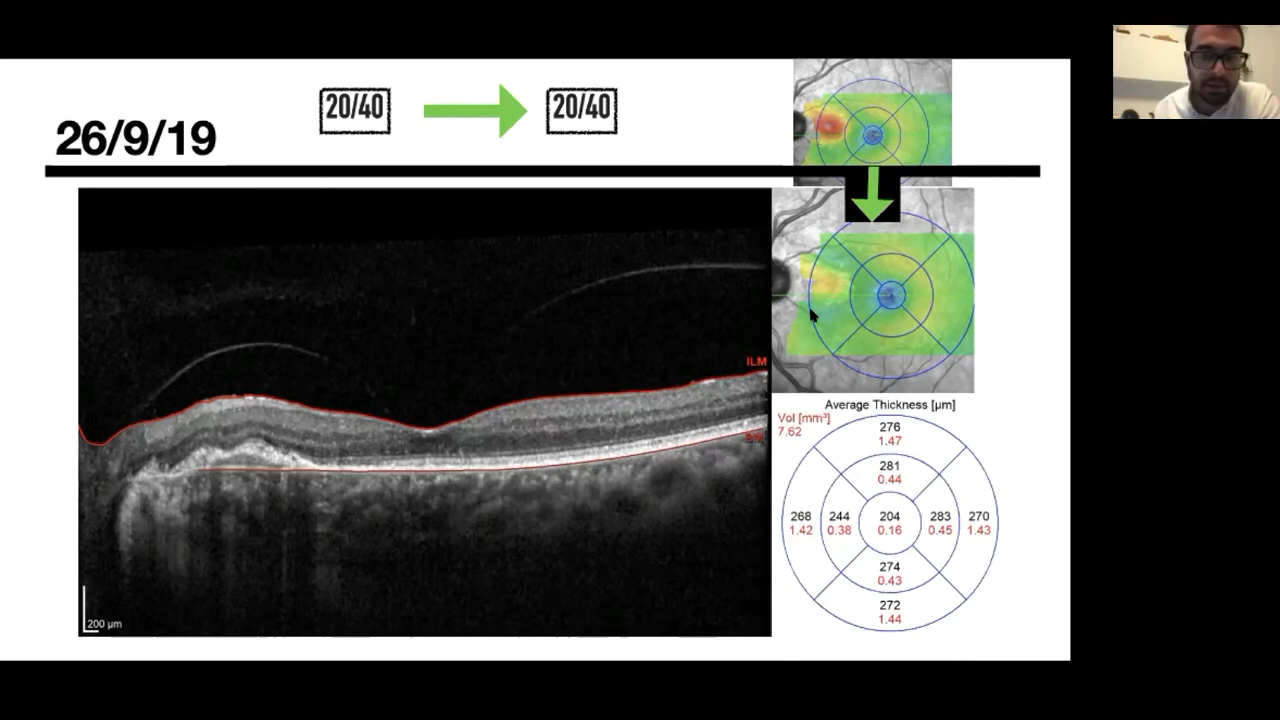 20/40 20/40
26/9/19
ILM
BM
200 µm
Average Thickness [µm]
Vol [mm³]
7.62
276
1.47
281
0.44
268 244 204 283 270
1.42 0.38 0.16 0.45 1.43
274
0.43
272
1.44